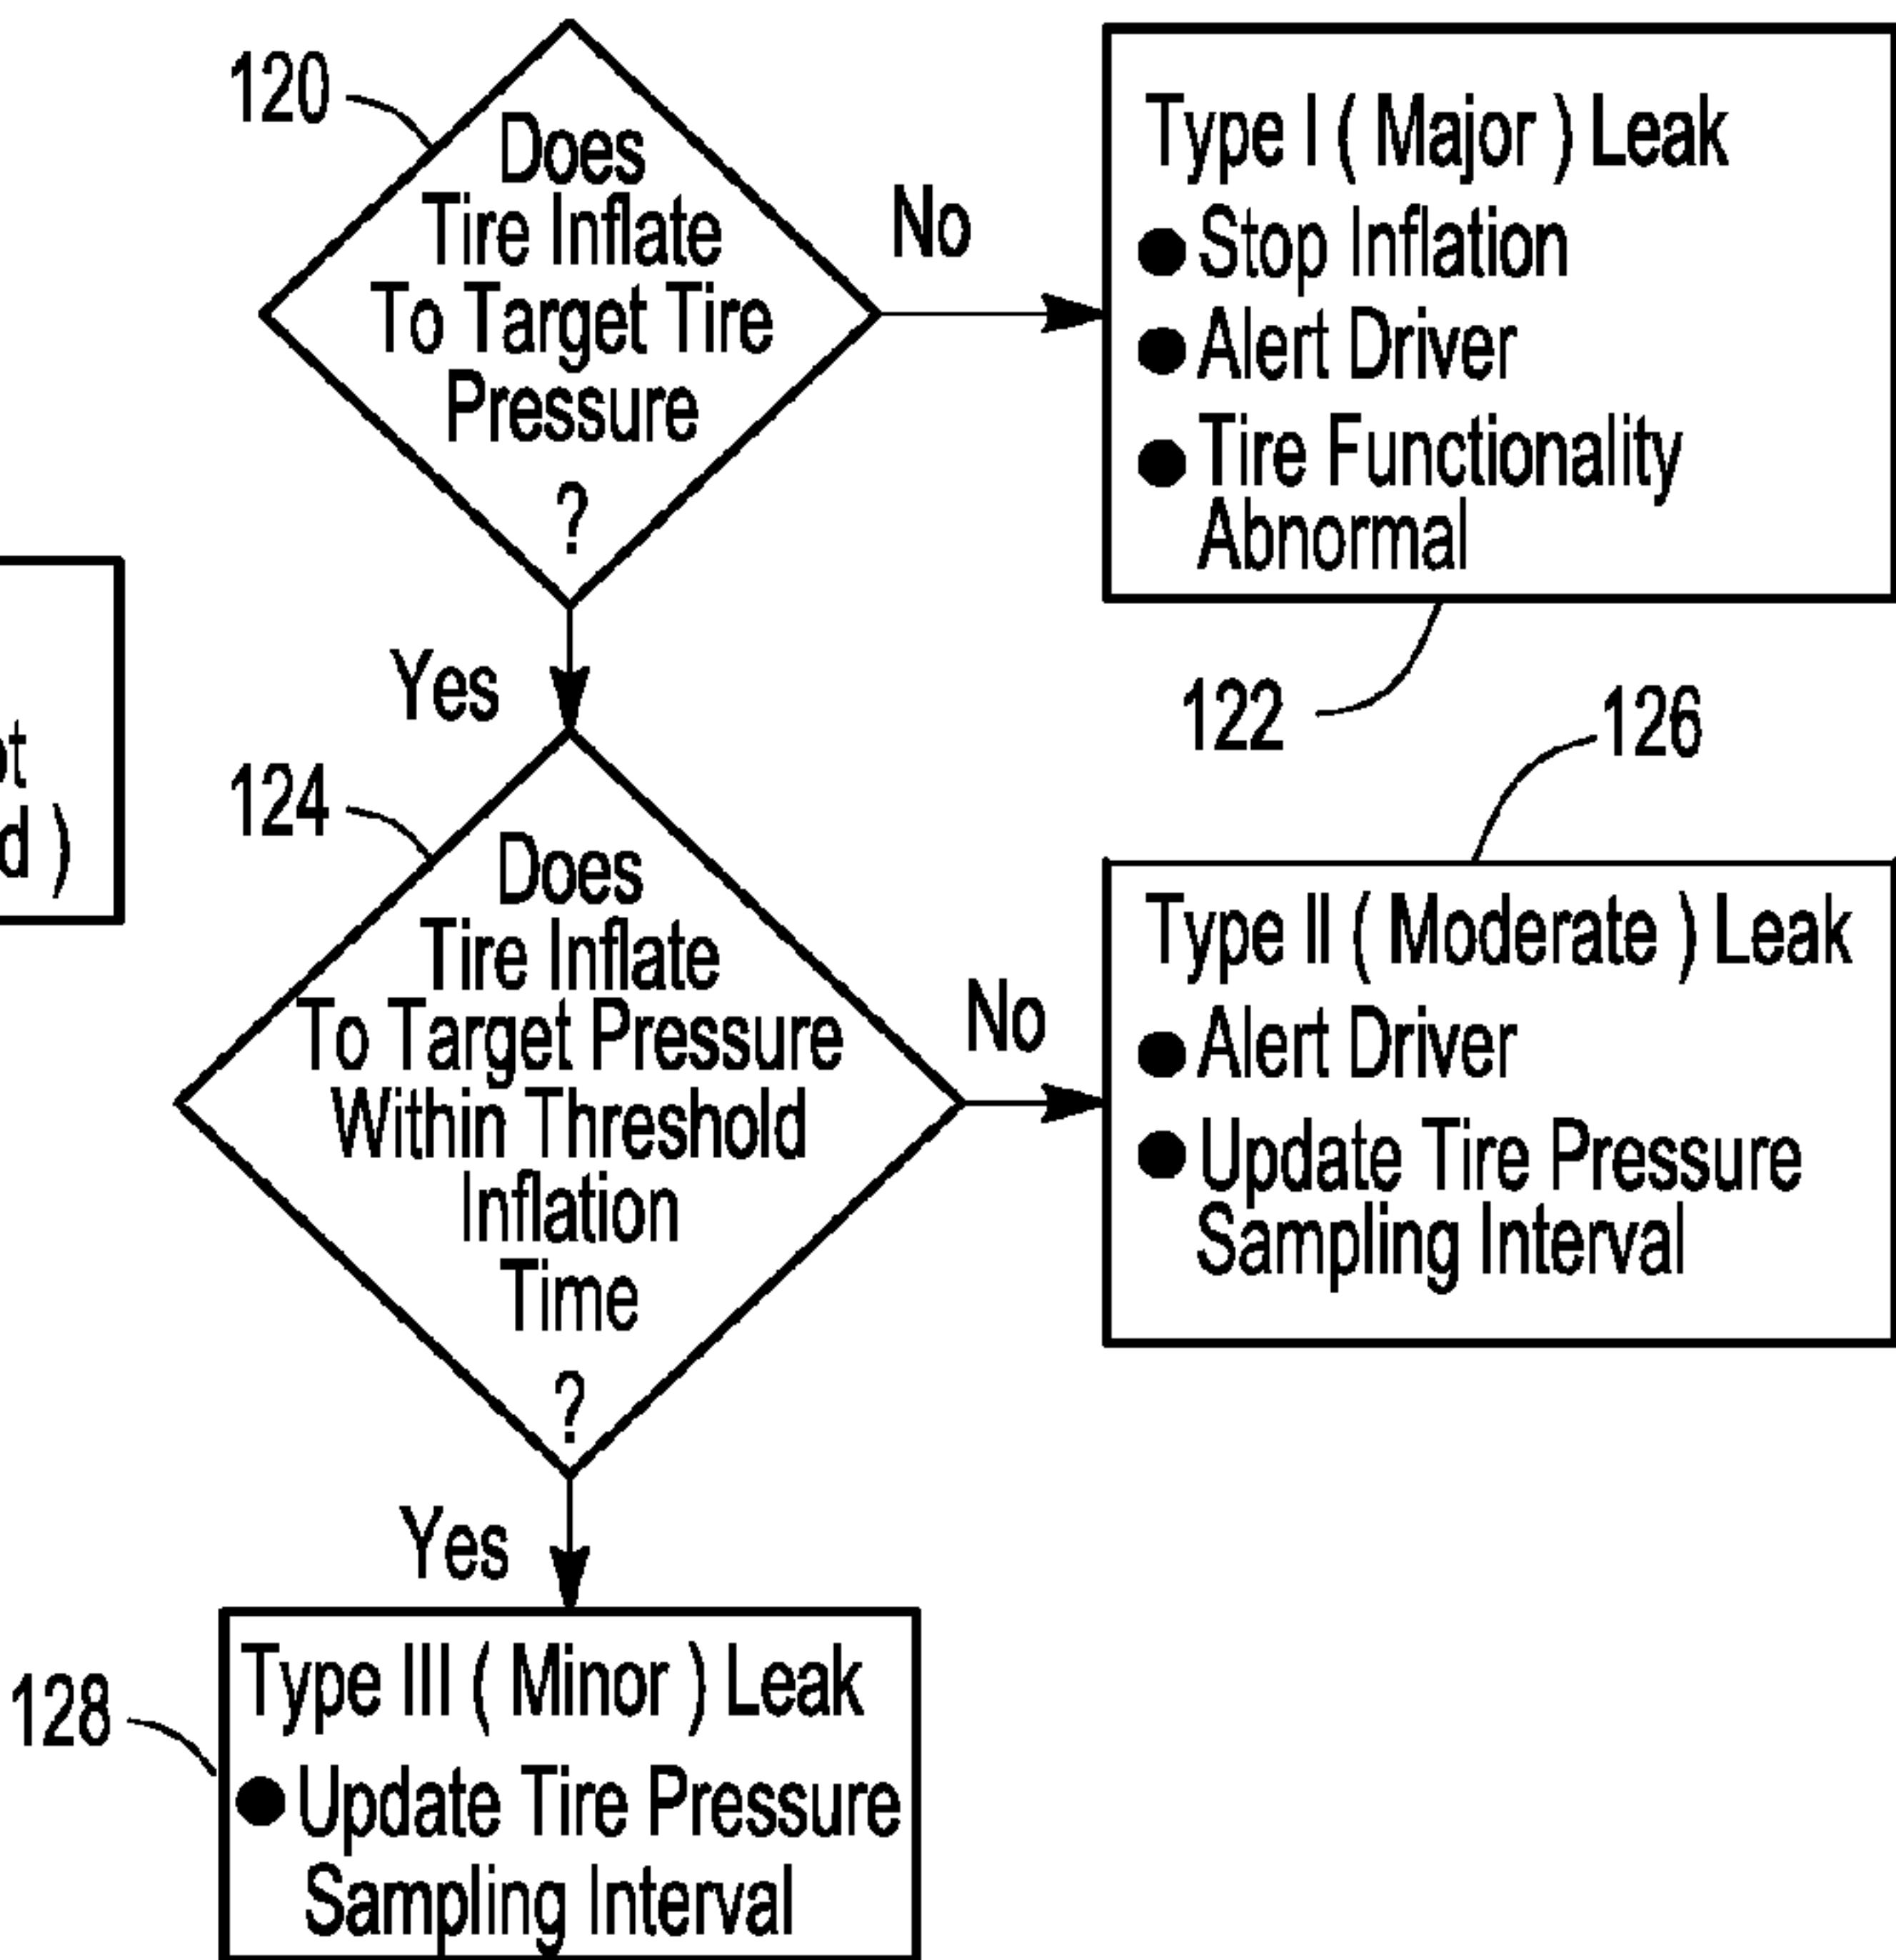 120
Does
Tire Inflate
To Target Tire
Pressure
?
No
Type I ( Major ) Leak
● Stop Inflation
● Alert Driver
● Tire Functionality
Abnormal
122
Yes
124
Does
Tire Inflate
To Target Pressure
Within Threshold
Inflation
Time
?
No
126
Type II ( Moderate ) Leak
● Alert Driver
● Update Tire Pressure
Sampling Interval
Yes
128
Type III ( Minor ) Leak
● Update Tire Pressure
Sampling Interval